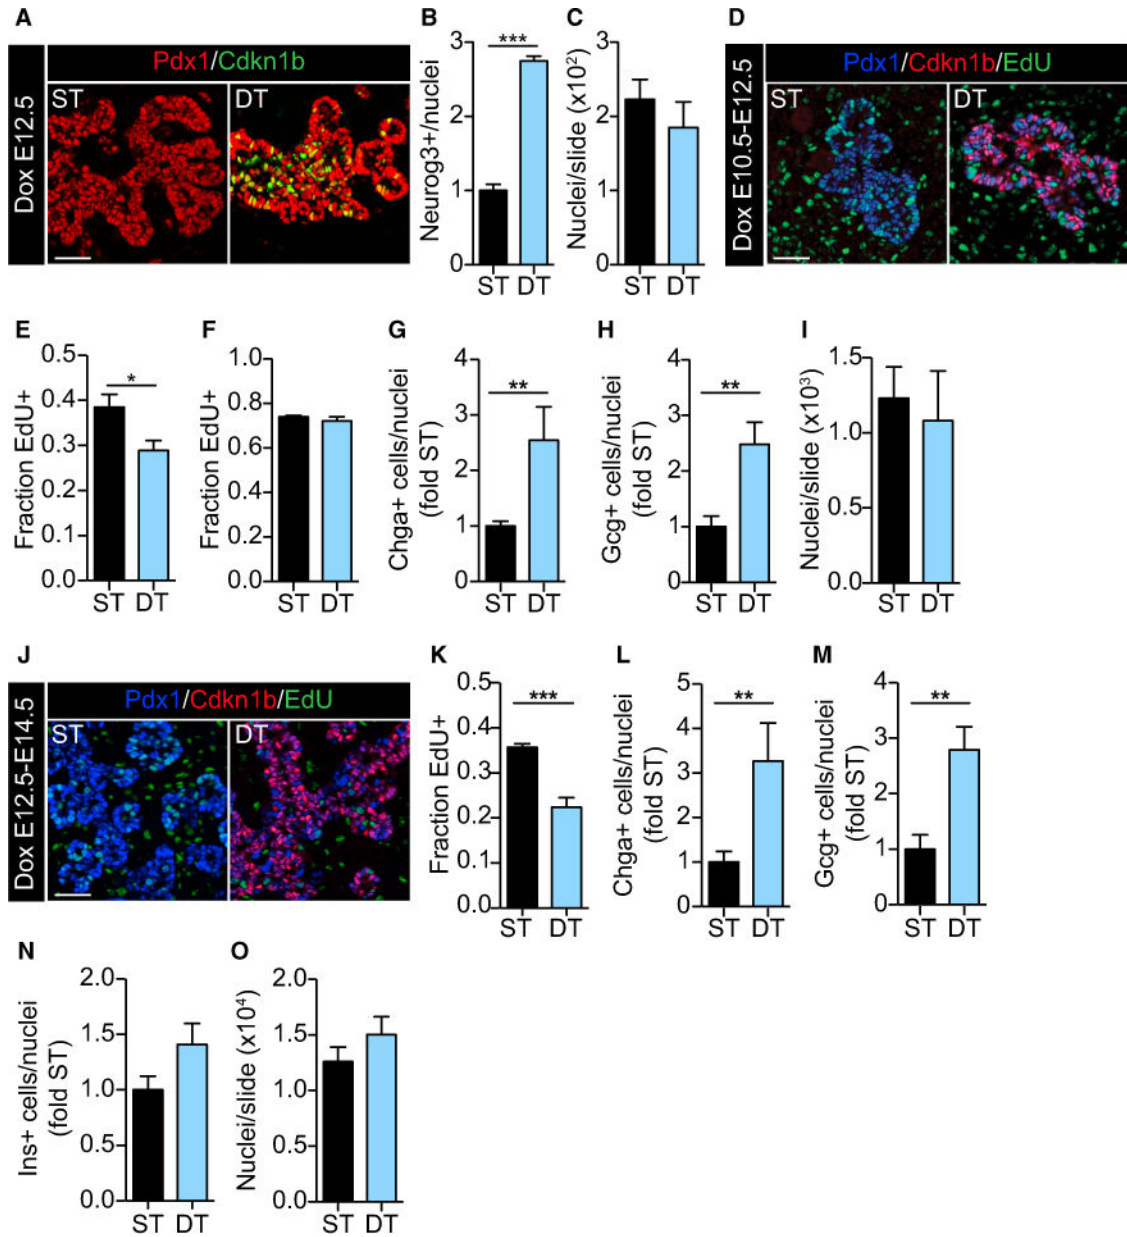 A
Dox E12.5
Pdx1/Cdkn1b
ST
DT
B
Neurog3+/nuclei
3
2
1
0
***
ST DT
C
Nuclei/slide (x10²)
3
2
1
0
ST DT
D
Dox E10.5-E12.5
Pdx1/Cdkn1b/EdU
ST
DT
E
Fraction EdU+
0.5
0.4
0.3
0.2
0.1
0.0
*
ST DT
F
Fraction EdU+
1.0
0.8
0.6
0.4
0.2
0.0
ST DT
G
Chga+ cells/nuclei
(fold ST)
4
3
2
1
0
**
ST DT
H
Gcg+ cells/nuclei
(fold ST)
4
3
2
1
0
**
ST DT
I
Nuclei/slide (x10³)
1.5
1.0
0.5
0.0
ST DT
J
Dox E12.5-E14.5
Pdx1/Cdkn1b/EdU
ST
DT
K
Fraction EdU+
0.5
0.4
0.3
0.2
0.1
0
***
ST DT
L
Chga+ cells/nuclei
(fold ST)
5
4
3
2
1
0
**
ST DT
M
Gcg+ cells/nuclei
(fold ST)
4
3
2
1
0
**
ST DT
N
Ins+ cells/nuclei
(fold ST)
2.0
1.5
1.0
0.5
0.0
ST DT
O
Nuclei/slide (x10⁴)
2.0
1.5
1.0
0.5
0.0
ST DT